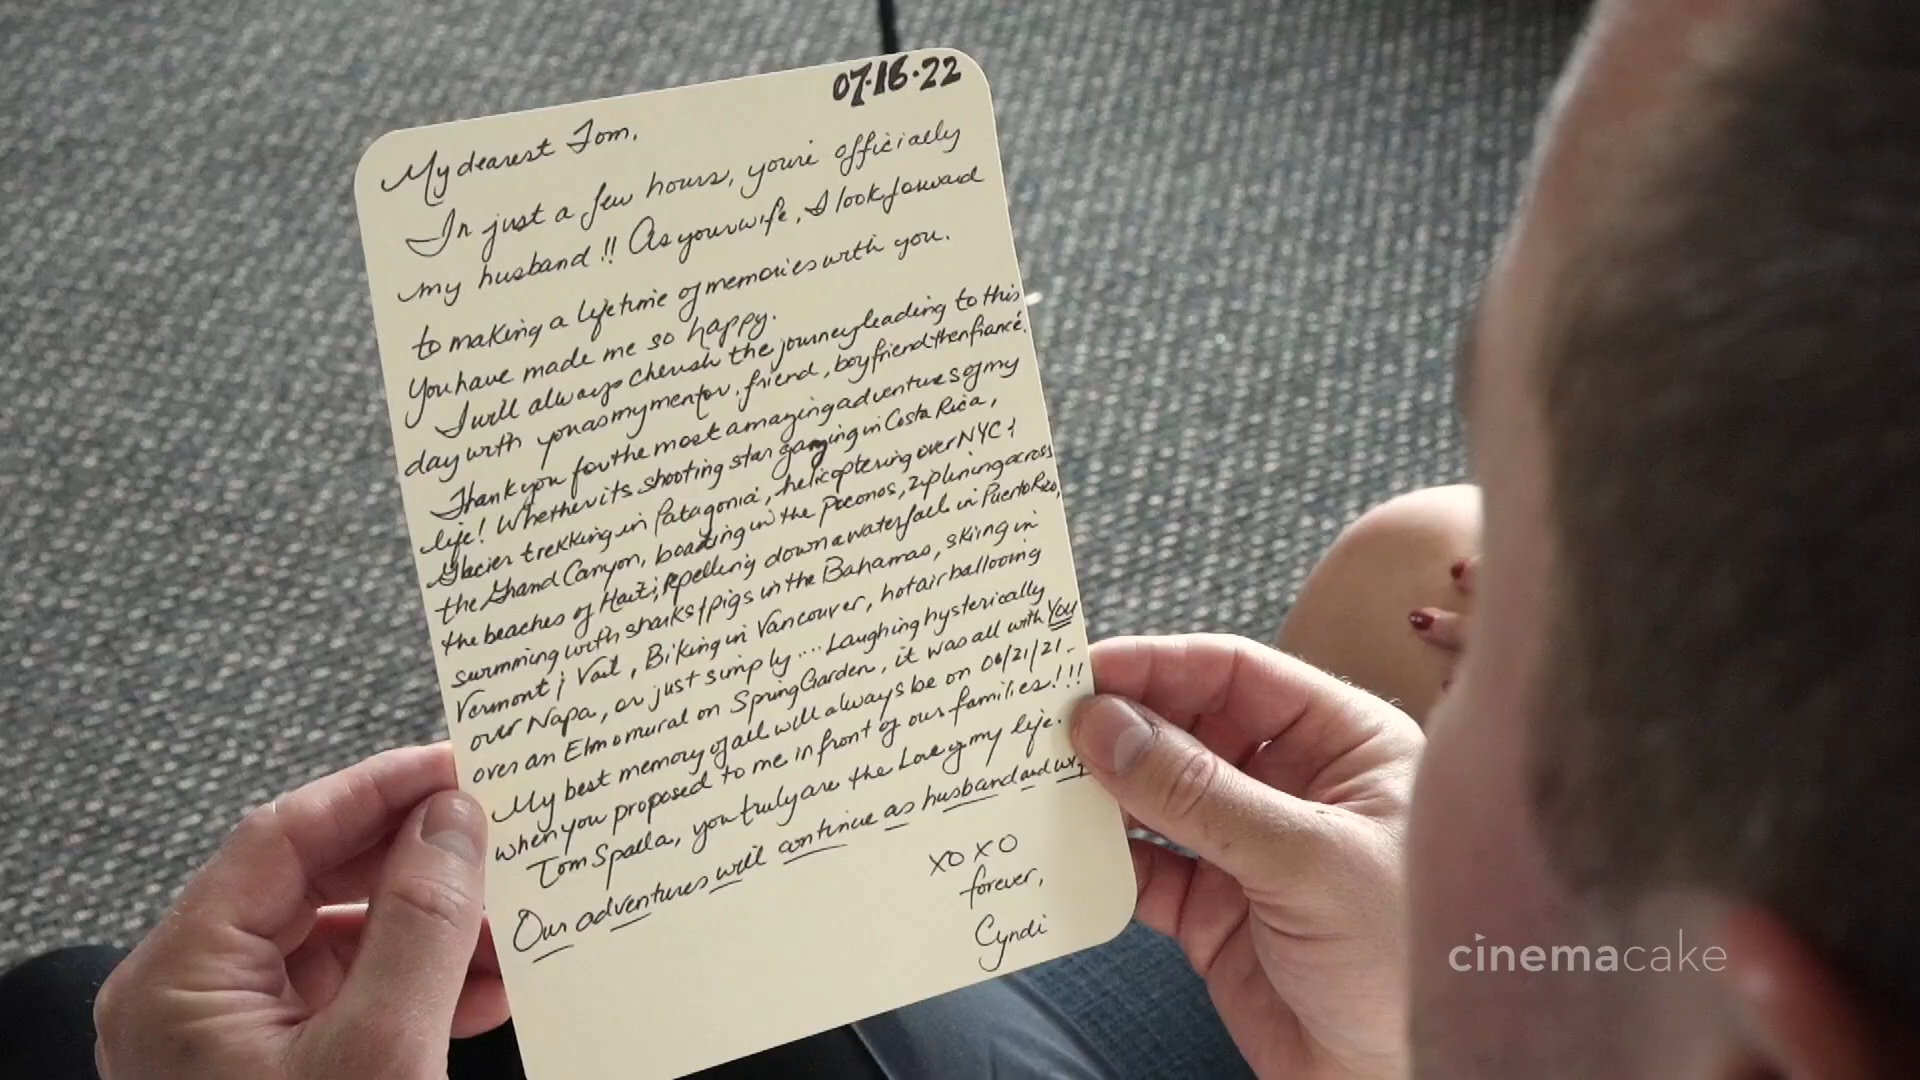 07·16·22
My dearest Tom,
In just a few hours, you're officially
my husband!! As your wife, I look forward
to making a lifetime of memories with you.
You have made me so happy.
I will always cherish the journey leading to this
day with you as my mentor, friend, boyfriend then fiancé.
Thank you for the most amazing adventures of my
life! Whether its shooting star gazing in Costa Rica,
Glacier trekking in Patagonia, helicoptering over NYC +
the Grand Canyon, boating in the Poconos, ziplining across
the beaches of Haiti, repelling down a waterfall in Puerto Rico,
swimming with sharks + pigs in the Bahamas, skiing in
Vermont + Vail, Biking in Vancouver, hot air ballooing
over Napa, or just simply .... Laughing hysterically
over an Elmo mural on Spring Garden, it was all with You
My best memory of all will always be on 06/21/21 -
when you proposed to me in front of our families!!!
Tom Spalla, you truly are the Love of my life.
Our adventures will continue as husband and wife
XOXO
forever,
Cyndi
cinemacake